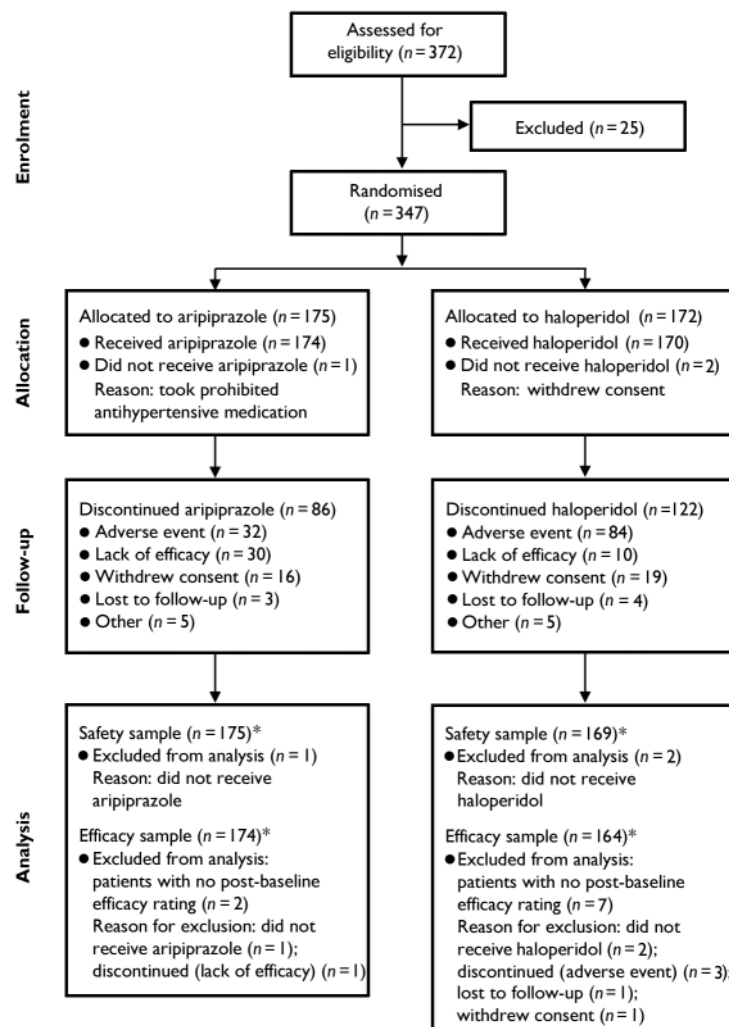 Enrolment
Assessed for
eligibility (n=372)
Excluded (n=25)
Randomised
(n=347)
Allocation
Allocated to aripiprazole (n=175)
● Received aripiprazole (n=174)
● Did not receive aripiprazole (n=1)
Reason: took prohibited
antihypertensive medication
Allocated to haloperidol (n=172)
● Received haloperidol (n=170)
● Did not receive haloperidol (n=2)
Reason: withdrew consent
Follow-up
Discontinued aripiprazole (n=86)
● Adverse event (n=32)
● Lack of efficacy (n=30)
● Withdrew consent (n=16)
● Lost to follow-up (n=3)
● Other (n=5)
Discontinued haloperidol (n=122)
● Adverse event (n=84)
● Lack of efficacy (n=10)
● Withdrew consent (n=19)
● Lost to follow-up (n=4)
● Other (n=5)
Analysis
Safety sample (n=175)*
● Excluded from analysis (n=1)
Reason: did not receive
aripiprazole
Efficacy sample (n=174)*
● Excluded from analysis:
patients with no post-baseline
efficacy rating (n=2)
Reason for exclusion: did not
receive aripiprazole (n=1);
discontinued (lack of efficacy) (n=1)
Safety sample (n=169)*
● Excluded from analysis (n=2)
Reason: did not receive
haloperidol
Efficacy sample (n=164)*
● Excluded from analysis:
patients with no post-baseline
efficacy rating (n=7)
Reason for exclusion: did not
receive haloperidol (n=2);
discontinued (adverse event) (n=3);
lost to follow-up (n=1);
withdrew consent (n=1)